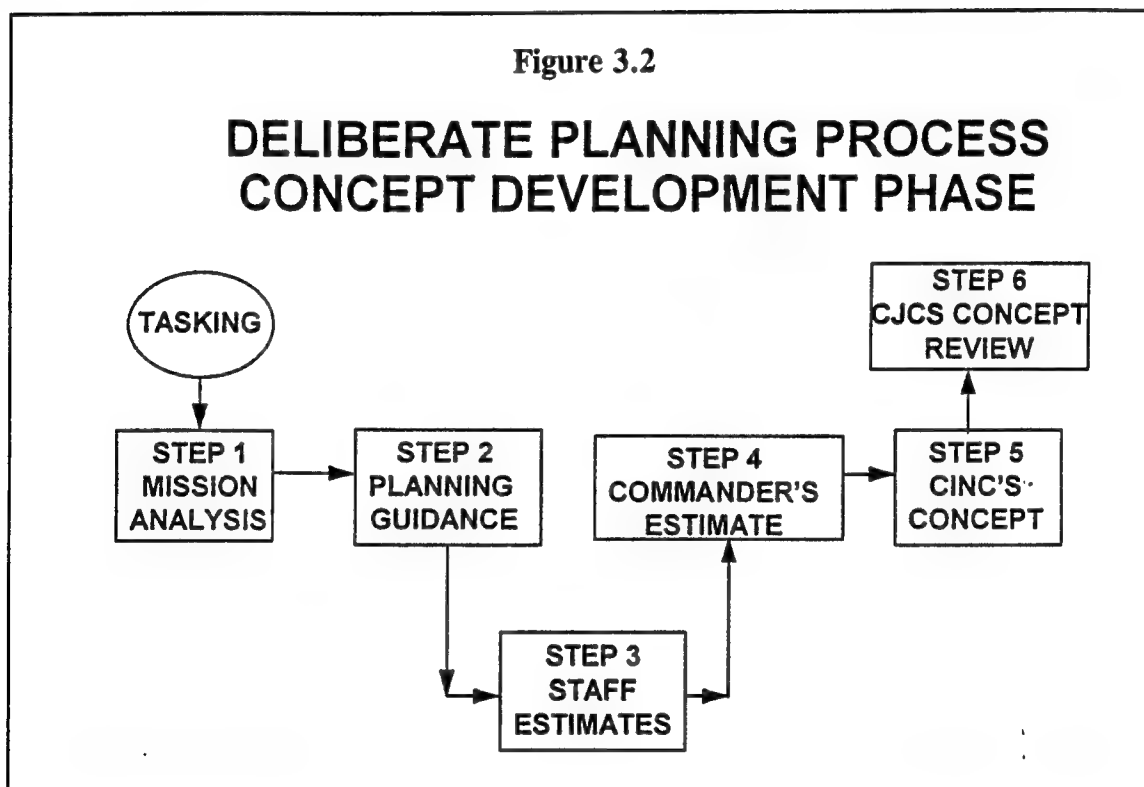 Figure 3.2
DELIBERATE PLANNING PROCESS
CONCEPT DEVELOPMENT PHASE
TASKING
STEP 1
MISSION
ANALYSIS
STEP 2
PLANNING
GUIDANCE
STEP 3
STAFF
ESTIMATES
STEP 4
COMMANDER'S
ESTIMATE
STEP 5
CINC'S
CONCEPT
STEP 6
CJCS CONCEPT
REVIEW